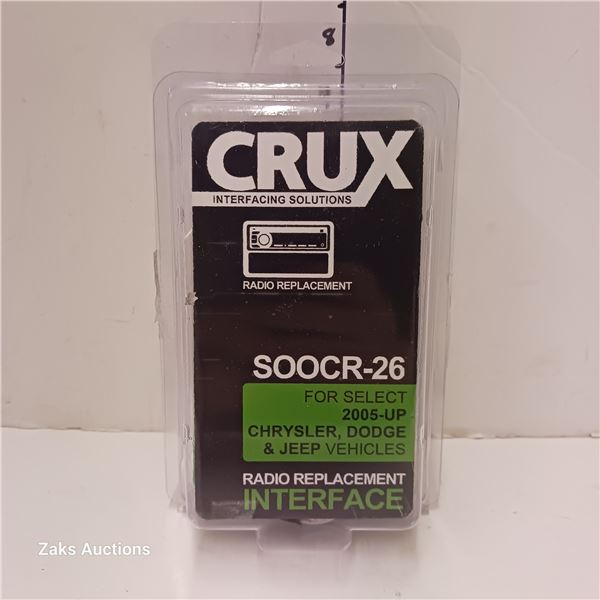 8
CRUX
INTERFACING SOLUTIONS
RADIO REPLACEMENT
SOOCR-26
FOR SELECT
2005-UP
CHRYSLER, DODGE
& JEEP VEHICLES
RADIO REPLACEMENT
INTERFACE
Zaks Auctions